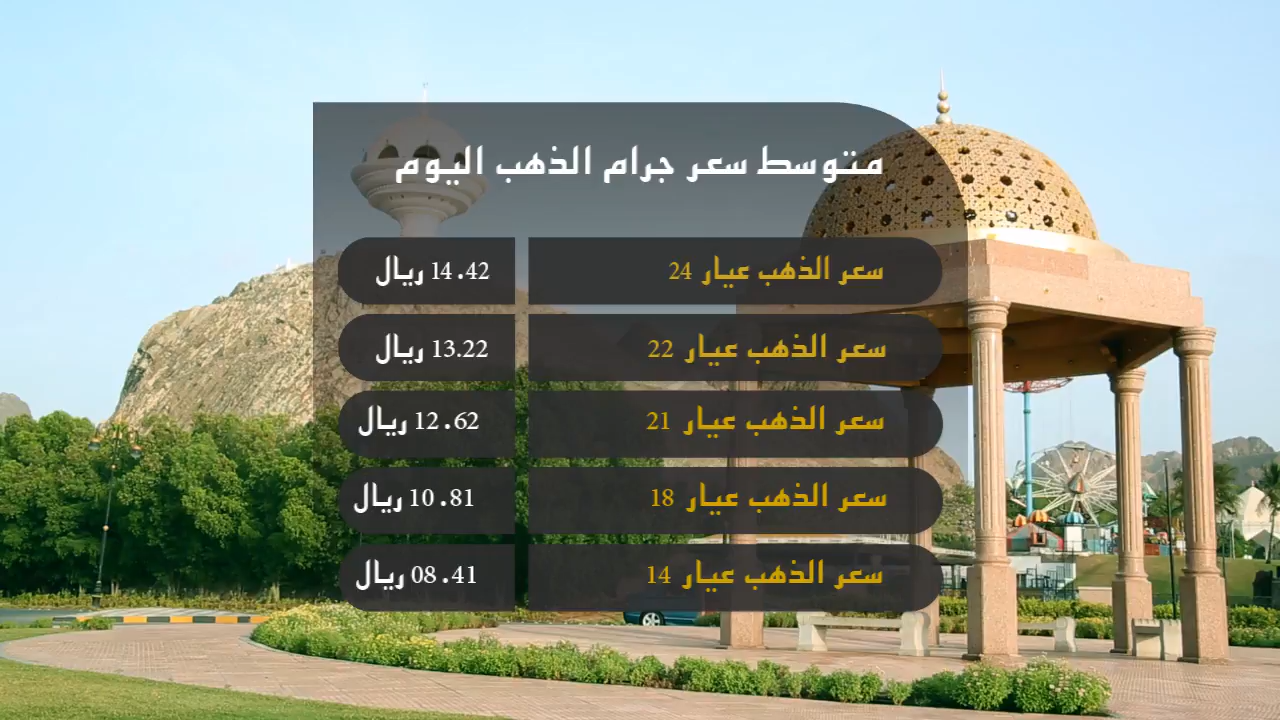 متوسط سعر جرام الذهب اليوم
سعر الذهب عيار 24 14.42 ريال
سعر الذهب عيار 22 13.22 ريال
سعر الذهب عيار 21 12.62 ريال
سعر الذهب عيار 18 10.81 ريال
سعر الذهب عيار 14 08.41 ريال